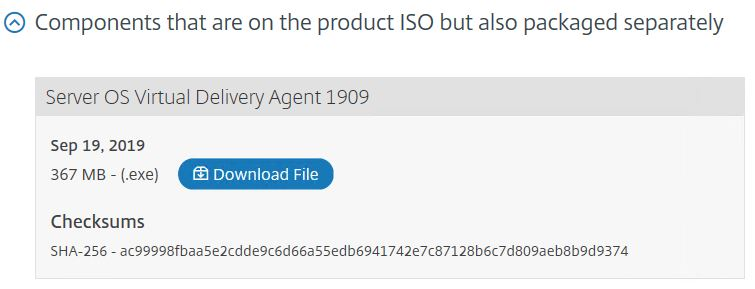 Components that are on the product ISO but also packaged separately
Server OS Virtual Delivery Agent 1909
Sep 19, 2019
367 MB - (.exe) Download File
Checksums
SHA-256 - ac99998fbaa5e2cdde9c6d66a55edb6941742e7c87128b6c7d809aeb8b9d9374